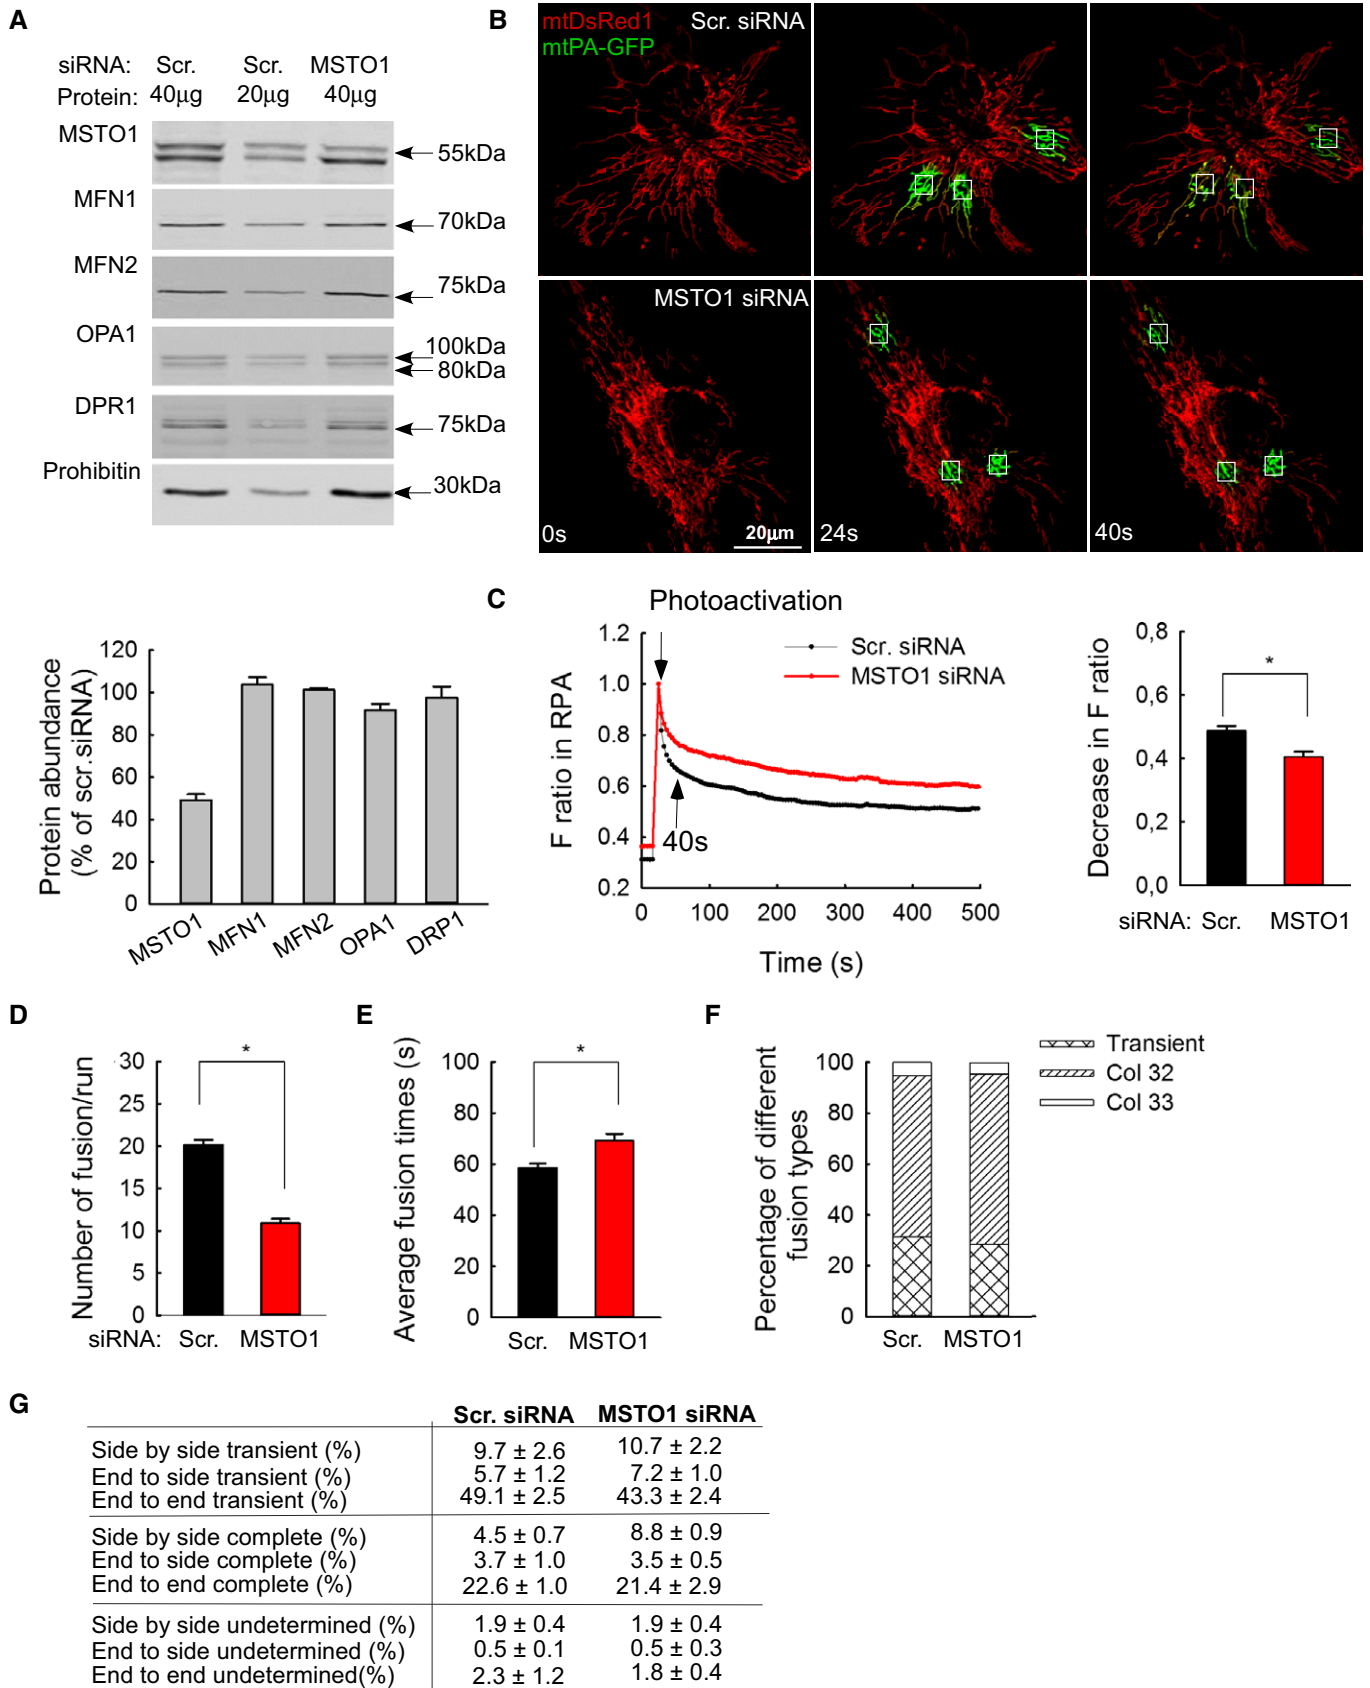 A
siRNA: Scr. Scr. MSTO1
Protein: 40µg 20µg 40µg
MSTO1
55kDa
MFN1
70kDa
MFN2
75kDa
OPA1
100kDa
80kDa
DPR1
75kDa
Prohibitin
30kDa
Protein abundance
(% of scr.siRNA)
120
100
80
60
40
20
0
MSTO1 MFN1 MFN2 OPA1 DRP1
B
mtDsRed1
mtPA-GFP
Scr. siRNA
MSTO1 siRNA
0s
20µm
24s
40s
C
Photoactivation
F ratio in RPA
1.2
1.0
0.8
0.6
0.4
0.2
Scr. siRNA
MSTO1 siRNA
40s
0 100 200 300 400 500
Time (s)
Decrease in F ratio
0,8
0,6
0,4
0,2
0,0
*
siRNA: Scr. MSTO1
D
Number of fusion/run
30
25
20
15
10
5
0
*
siRNA: Scr. MSTO1
E
Average fusion times (s)
100
80
60
40
20
0
*
Scr. MSTO1
F
Percentage of different
fusion types
100
80
60
40
20
0
Scr. MSTO1
Transient
Col 32
Col 33
G
Scr. siRNA MSTO1 siRNA
Side by side transient (%) 9.7 ± 2.6 10.7 ± 2.2
End to side transient (%) 5.7 ± 1.2 7.2 ± 1.0
End to end transient (%) 49.1 ± 2.5 43.3 ± 2.4
Side by side complete (%) 4.5 ± 0.7 8.8 ± 0.9
End to side complete (%) 3.7 ± 1.0 3.5 ± 0.5
End to end complete (%) 22.6 ± 1.0 21.4 ± 2.9
Side by side undetermined (%) 1.9 ± 0.4 1.9 ± 0.4
End to side undetermined (%) 0.5 ± 0.1 0.5 ± 0.3
End to end undetermined(%) 2.3 ± 1.2 1.8 ± 0.4